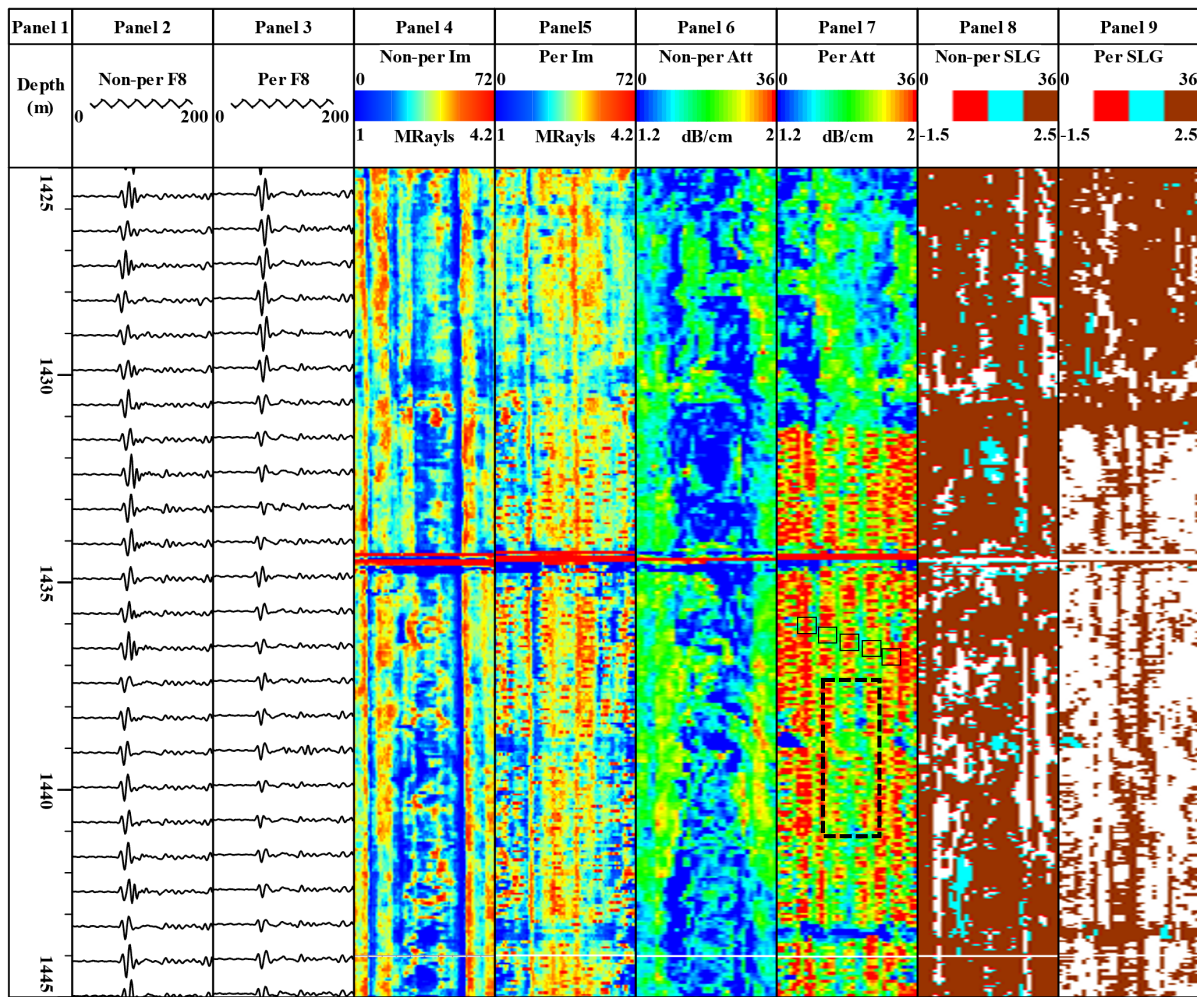 Panel 1 Panel 2 Panel 3 Panel 4 Panel5 Panel 6 Panel 7 Panel 8 Panel 9
Non-per Im Per Im Non-per Att Per Att Non-per SLG Per SLG
Depth (m) Non-per F8 Per F8
0 72 0 72 0 36 0 36 0 36 0 36
0 200 0 200
1 MRayls 4.2 1 MRayls 4.2 1.2 dB/cm 2 1.2 dB/cm 2 -1.5 2.5 -1.5 2.5
1425
1430
1435
1440
1445